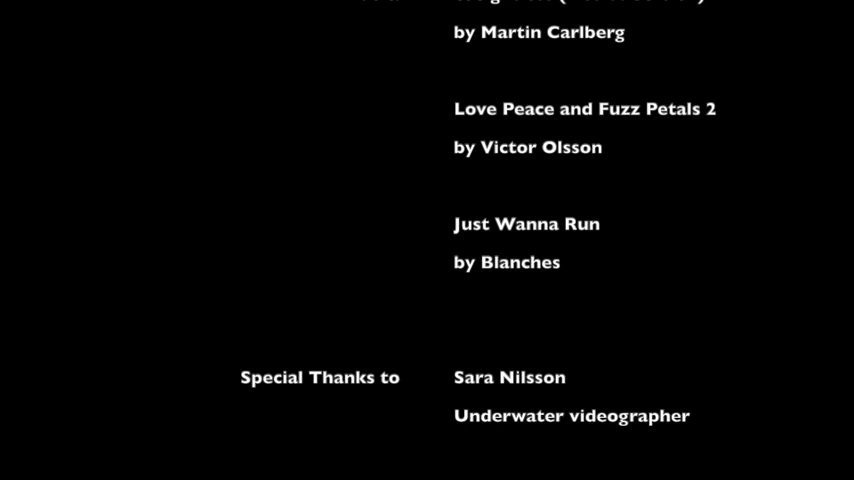 by Martin Carlberg
Love Peace and Fuzz Petals 2
by Victor Olsson
Just Wanna Run
by Blanches
Special Thanks to Sara Nilsson
Underwater videographer